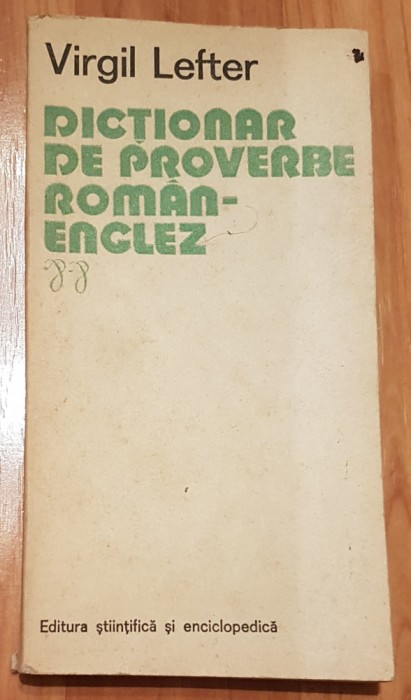 Virgil Lefter
DICȚIONAR
DE PROVERBE
ROMÂN-
ENGLEZ
Editura științifică și enciclopedică